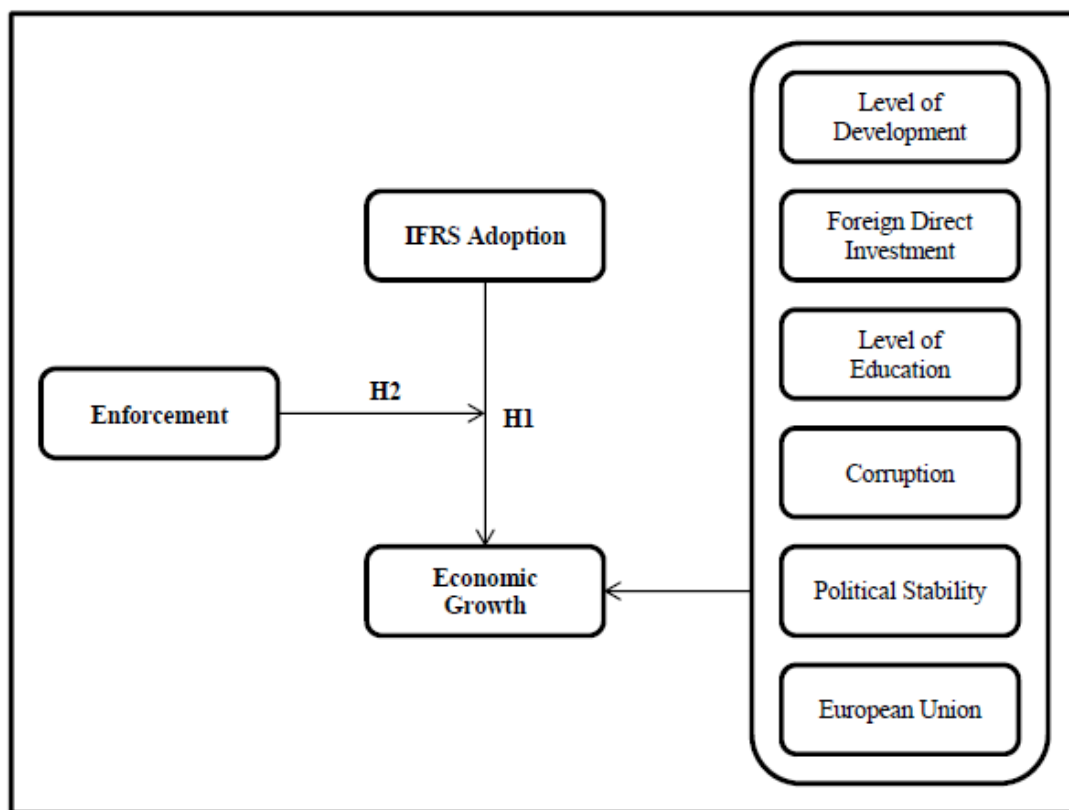 IFRS Adoption
Enforcement
H2
H1
Economic
Growth
Level of
Development
Foreign Direct
Investment
Level of
Education
Corruption
Political Stability
European Union